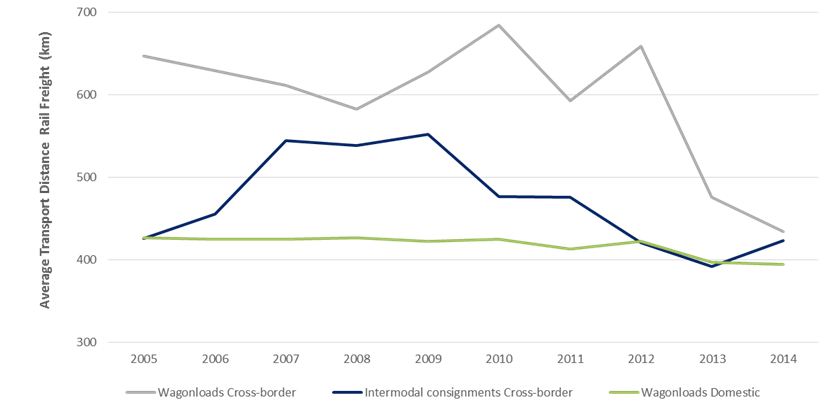 Average Transport Distance Rail Freight (km)
700
600
500
400
300
2005 2006 2007 2008 2009 2010 2011 2012 2013 2014
Wagonloads Cross-border Intermodal consignments Cross-border Wagonloads Domestic